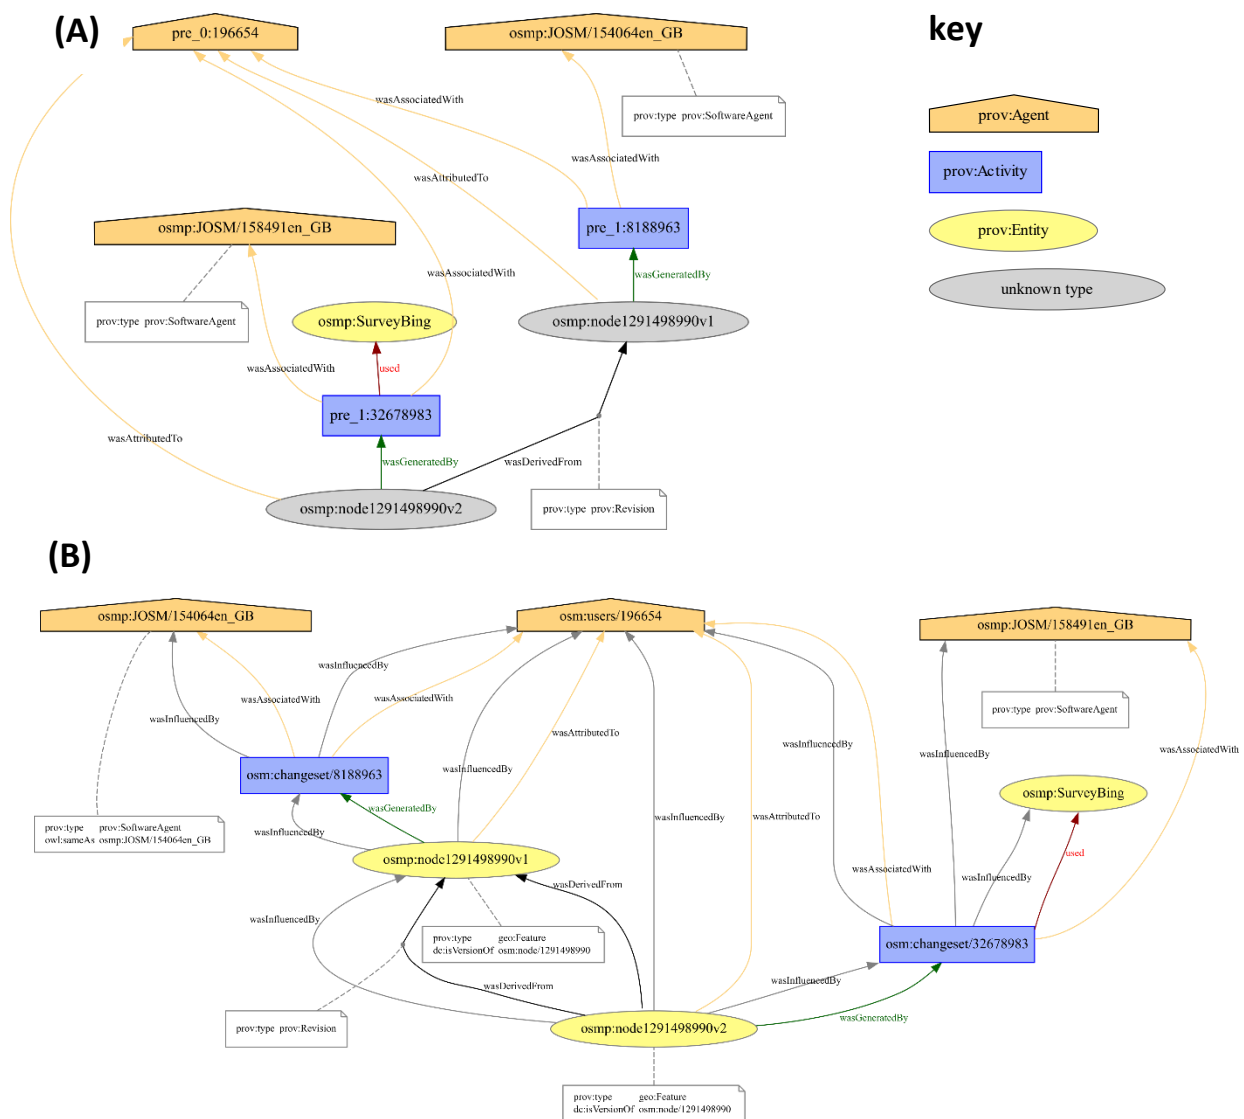 (A)
key
pre_0:196654
osmp:JOSM/154064en_GB
prov:Agent
wasAssociatedWith
prov:type prov:SoftwareAgent
wasAssociatedWith
prov:Activity
wasAttributedTo
pre_1:8188963
prov:Entity
osmp:JOSM/158491en_GB
wasAssociatedWith
wasGeneratedBy
unknown type
prov:type prov:SoftwareAgent
osmp:SurveyBing
osmp:node1291498990v1
wasAssociatedWith
used
pre_1:32678983
wasAttributedTo
wasGeneratedBy
wasDerivedFrom
osmp:node1291498990v2
prov:type prov:Revision
(B)
osmp:JOSM/154064en_GB
osm:users/196654
osmp:JOSM/158491en_GB
wasInfluencedBy
wasAssociatedWith
wasAssociatedWith
prov:type prov:SoftwareAgent
wasInfluencedBy
wasAttributedTo
wasInfluencedBy
wasInfluencedBy
wasAssociatedWith
osm:changeset/8188963
wasInfluencedBy
osmp:SurveyBing
wasGeneratedBy
wasInfluencedBy
wasAttributedTo
prov:type prov:SoftwareAgent
owl:sameAs osmp:JOSM/154064en_GB
wasInfluencedBy
used
osmp:node1291498990v1
wasDerivedFrom
wasAssociatedWith
wasInfluencedBy
wasInfluencedBy
prov:type geo:Feature
dc:isVersionOf osm:node/1291498990
osm:changeset/32678983
wasDerivedFrom
wasInfluencedBy
prov:type prov:Revision
osmp:node1291498990v2
wasGeneratedBy
prov:type geo:Feature
dc:isVersionOf osm:node/1291498990